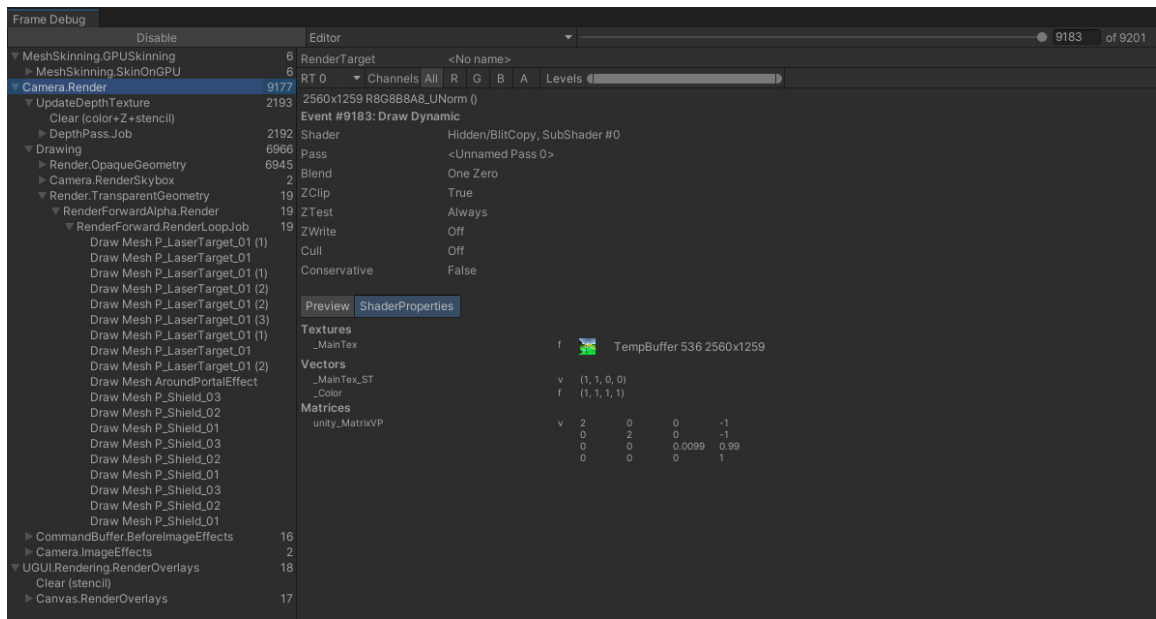 Frame Debug
Disable
Editor
9183 of 9201
MeshSkinning.GPUSkinning 6
MeshSkinning.SkinOnGPU 6
Camera.Render 9177
UpdateDepthTexture 2193
Clear (color+Z+stencil)
DepthPass.Job 2192
Drawing 6966
Render.OpaqueGeometry 6945
Camera.RenderSkybox 2
Render.TransparentGeometry 19
RenderForwardAlpha.Render 19
RenderForward.RenderLoopJob 19
Draw Mesh P_LaserTarget_01 (1)
Draw Mesh P_LaserTarget_01
Draw Mesh P_LaserTarget_01 (1)
Draw Mesh P_LaserTarget_01 (2)
Draw Mesh P_LaserTarget_01 (2)
Draw Mesh P_LaserTarget_01 (3)
Draw Mesh P_LaserTarget_01 (1)
Draw Mesh P_LaserTarget_01
Draw Mesh P_LaserTarget_01 (2)
Draw Mesh AroundPortalEffect
Draw Mesh P_Shield_03
Draw Mesh P_Shield_02
Draw Mesh P_Shield_01
Draw Mesh P_Shield_03
Draw Mesh P_Shield_02
Draw Mesh P_Shield_01
Draw Mesh P_Shield_03
Draw Mesh P_Shield_02
Draw Mesh P_Shield_01
CommandBuffer.BeforeImageEffects 16
Camera.ImageEffects 2
UGUI.Rendering.RenderOverlays 18
Clear (stencil)
Canvas.RenderOverlays 17
RenderTarget <No name>
RT 0 Channels All R G B A Levels
2560x1259 R8G8B8A8_UNorm ()
Event #9183: Draw Dynamic
Shader Hidden/BlitCopy, SubShader #0
Pass <Unnamed Pass 0>
Blend One Zero
ZClip True
ZTest Always
ZWrite Off
Cull Off
Conservative False
Preview ShaderProperties
Textures
_MainTex f TempBuffer 536 2560x1259
Vectors
_MainTex_ST v (1, 1, 0, 0)
_Color f (1, 1, 1, 1)
Matrices
unity_MatrixVP v 2 0 0 -1
0 2 0 -1
0 0 0.0099 0.99
0 0 0 1